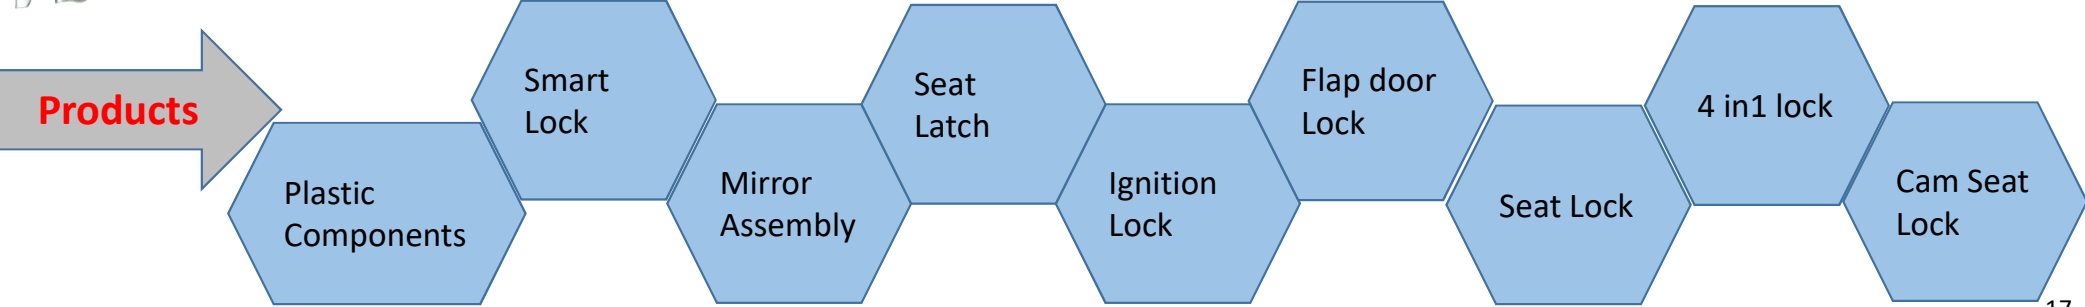 Products
Plastic
Components
Smart
Lock
Mirror
Assembly
Seat
Latch
Ignition
Lock
Flap door
Lock
Seat Lock
4 in1 lock
Cam Seat
Lock
17